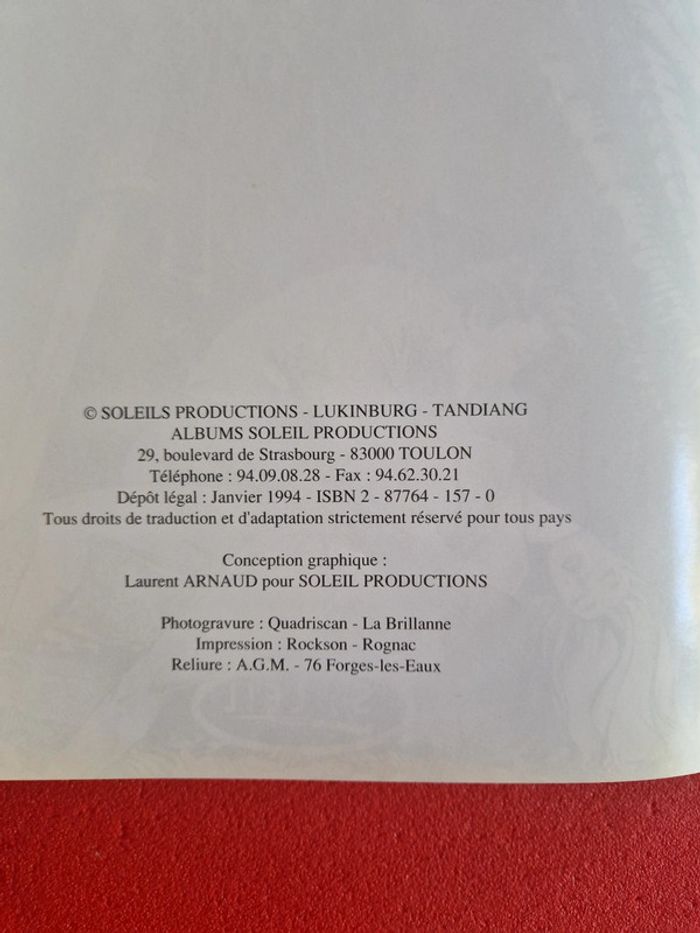 © SOLEILS PRODUCTIONS - LUKINBURG - TANDIANG
ALBUMS SOLEIL PRODUCTIONS
29, boulevard de Strasbourg - 83000 TOULON
Téléphone : 94.09.08.28 - Fax : 94.62.30.21
Dépôt légal : Janvier 1994 - ISBN 2 - 87764 - 157 - 0
Tous droits de traduction et d'adaptation strictement réservé pour tous pays
Conception graphique :
Laurent ARNAUD pour SOLEIL PRODUCTIONS
Photogravure : Quadriscan - La Brillanne
Impression : Rockson - Rognac
Reliure : A.G.M. - 76 Forges-les-Eaux